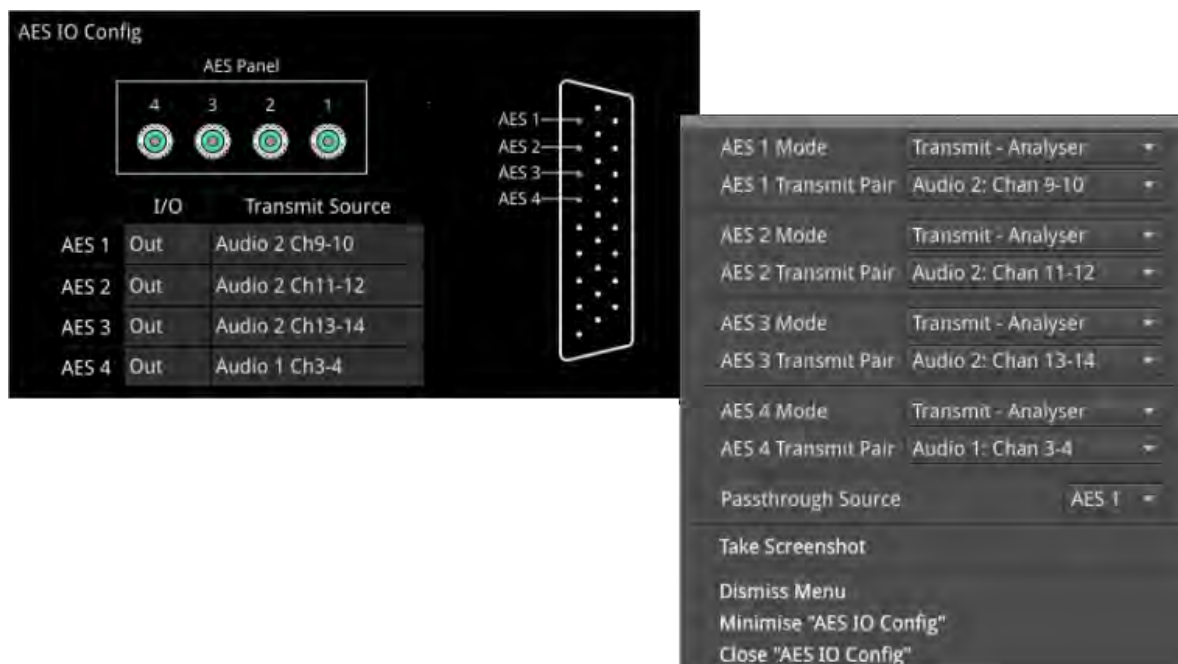 AES IO Config
AES Panel
4 3 2 1
I/O Transmit Source
AES 1 Out Audio 2 Ch9-10
AES 2 Out Audio 2 Ch11-12
AES 3 Out Audio 2 Ch13-14
AES 4 Out Audio 1 Ch3-4
AES 1
AES 2
AES 3
AES 4
AES 1 Mode Transmit - Analyser
AES 1 Transmit Pair Audio 2: Chan 9-10
AES 2 Mode Transmit - Analyser
AES 2 Transmit Pair Audio 2: Chan 11-12
AES 3 Mode Transmit - Analyser
AES 3 Transmit Pair Audio 2: Chan 13-14
AES 4 Mode Transmit - Analyser
AES 4 Transmit Pair Audio 1: Chan 3-4
Passthrough Source AES 1
Take Screenshot
Dismiss Menu
Minimise "AES IO Config"
Close "AES IO Config"